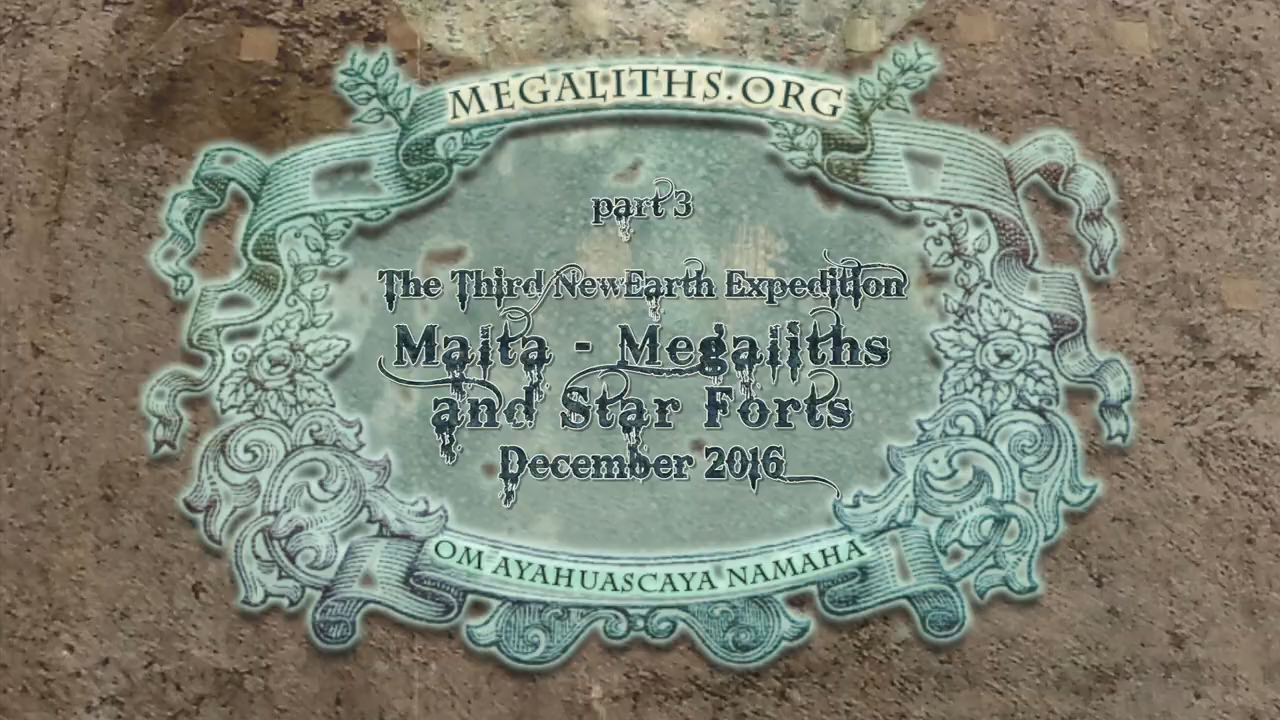 MEGALITHS.ORG
part 3
The Third NewEarth Expedition
Malta - Megaliths
and Star Forts
December 2016
OM AYAHUASCAYA NAMAHA